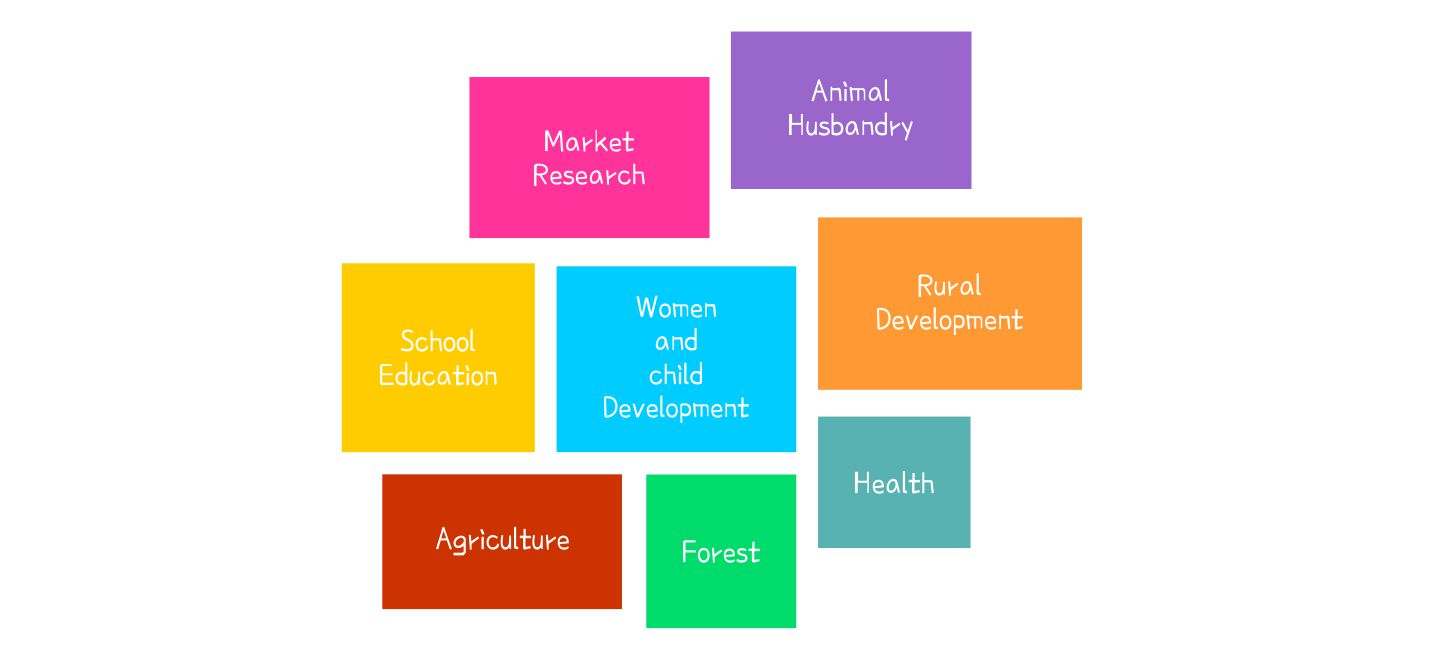 Animal
Husbandry
Market
Research
Rural
Development
School
Education
Women
and
child
Development
Health
Agriculture
Forest